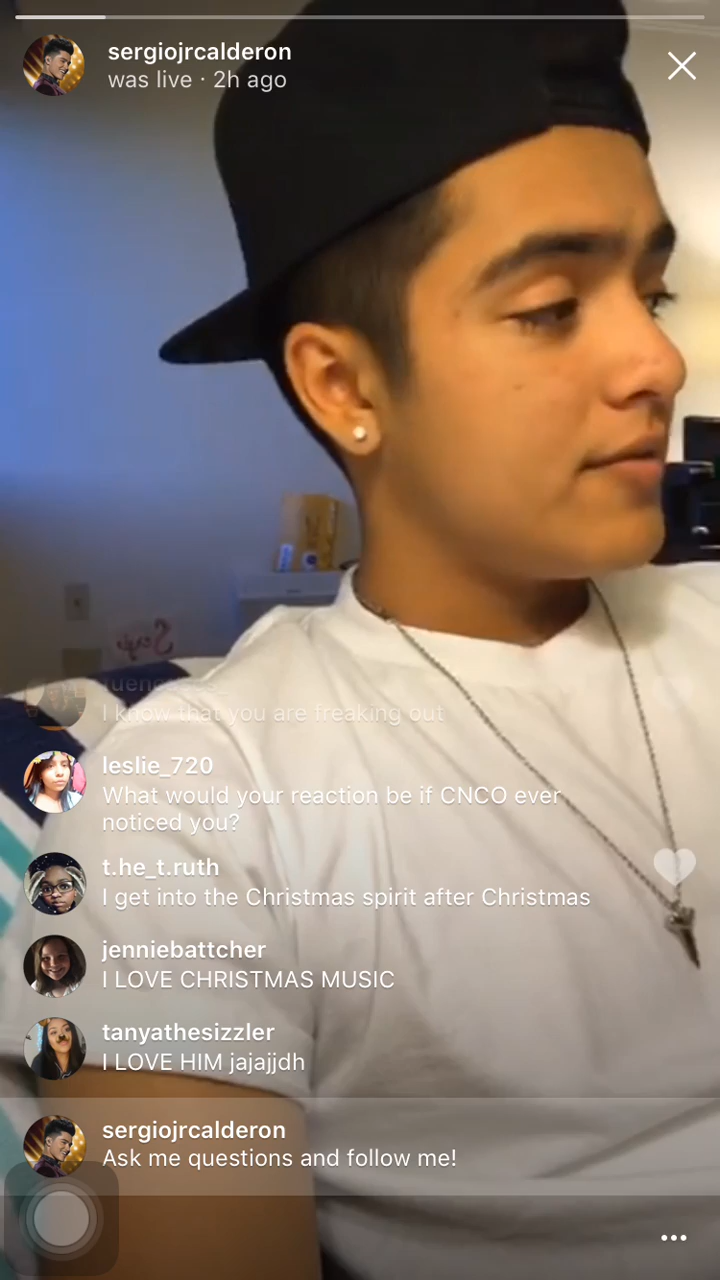 sergiojrcalderon
was live · 2h ago
I know that you are freaking out
leslie_720
What would your reaction be if CNCO ever
noticed you?
t.he_t.ruth
I get into the Christmas spirit after Christmas
jenniebattcher
I LOVE CHRISTMAS MUSIC
tanyathesizzler
I LOVE HIM jajajjdh
sergiojrcalderon
Ask me questions and follow me!